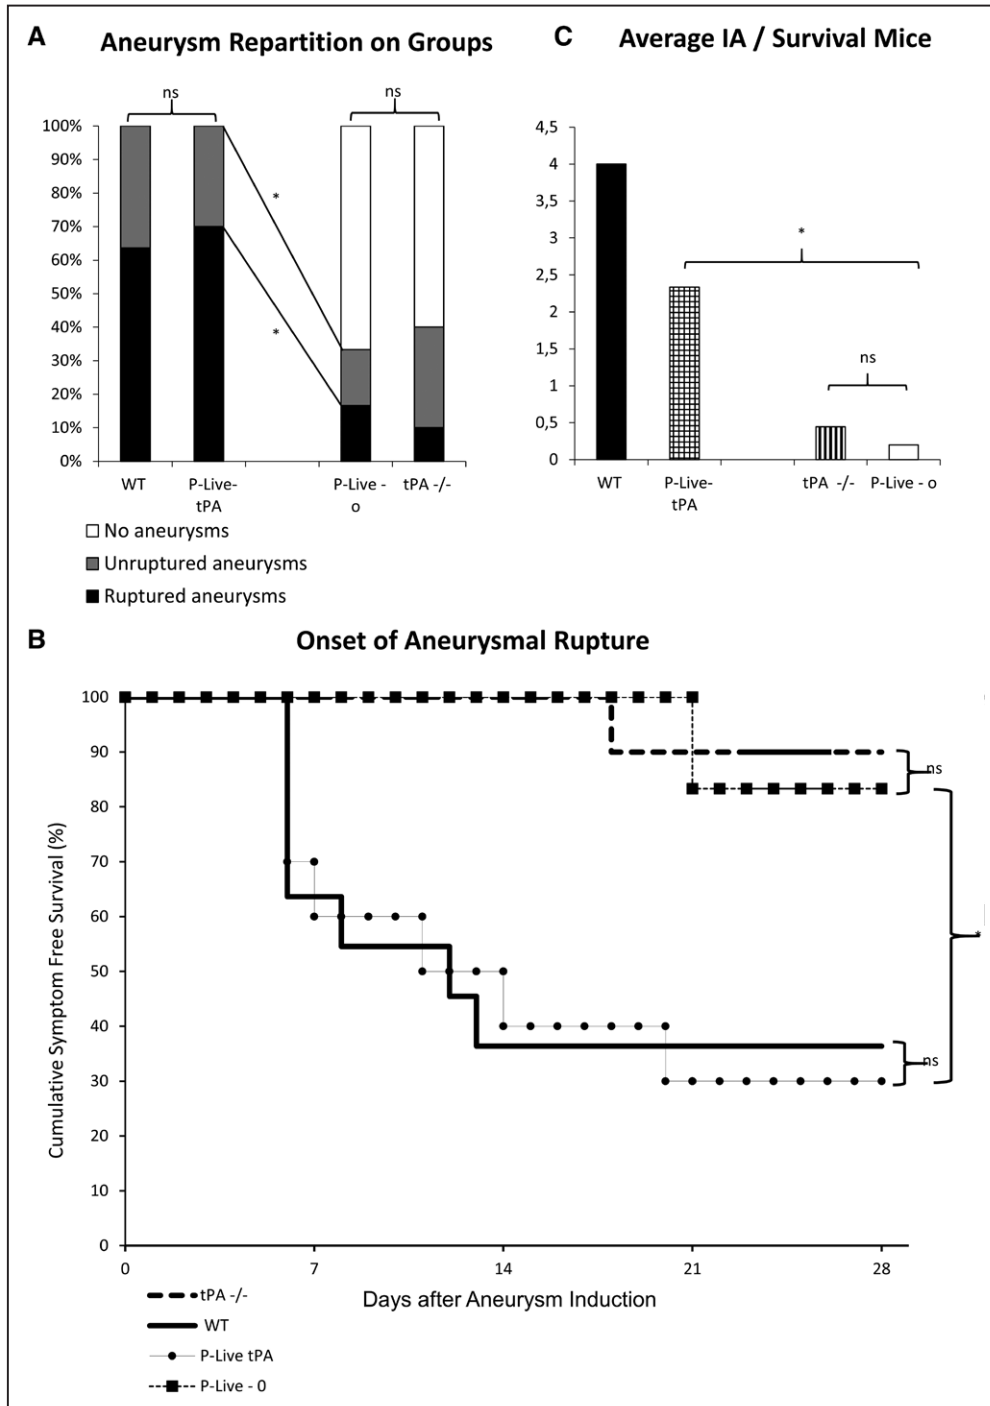 A Aneurysm Repartition on Groups
ns
ns
100%
90%
80%
70%
60%
50%
40%
30%
20%
10%
0%
*
*
WT
P-Live-
tPA
P-Live -
o
tPA -/-
No aneurysms
Unruptured aneurysms
Ruptured aneurysms
C Average IA / Survival Mice
4,5
4
3,5
3
2,5
2
1,5
1
0,5
0
*
ns
WT
P-Live-
tPA
tPA -/-
P-Live - o
B Onset of Aneurysmal Rupture
Cumulative Symptom Free Survival (%)
100
90
80
70
60
50
40
30
20
10
0
ns
*
ns
0 7 14 21 28
Days after Aneurysm Induction
tPA -/-
WT
P-Live tPA
P-Live - 0